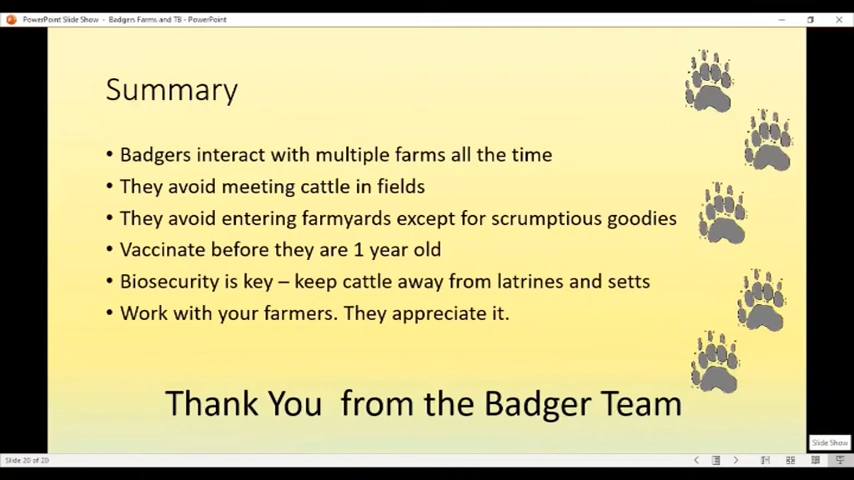 PowerPoint Slide Show - Badgers Farms and TB - PowerPoint
Summary
• Badgers interact with multiple farms all the time
• They avoid meeting cattle in fields
• They avoid entering farmyards except for scrumptious goodies
• Vaccinate before they are 1 year old
• Biosecurity is key – keep cattle away from latrines and setts
• Work with your farmers. They appreciate it.
Thank You from the Badger Team
Slide Show
Slide 20 of 20